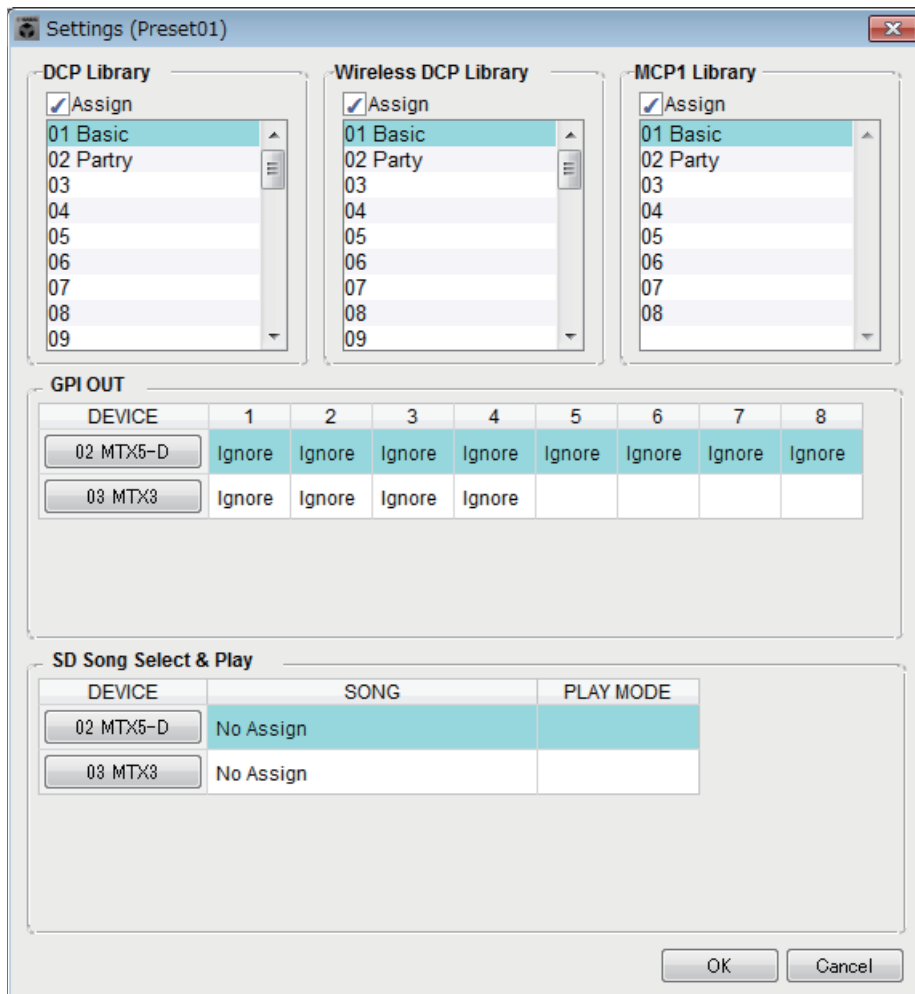 Settings (Preset01)
DCP Library
Assign
01 Basic
02 Partry
03
04
05
06
07
08
09
Wireless DCP Library
Assign
01 Basic
02 Party
03
04
05
06
07
08
09
MCP1 Library
Assign
01 Basic
02 Party
03
04
05
06
07
08
GPI OUT
DEVICE 1 2 3 4 5 6 7 8
02 MTX5-D Ignore Ignore Ignore Ignore Ignore Ignore Ignore Ignore
03 MTX3 Ignore Ignore Ignore Ignore
SD Song Select & Play
DEVICE SONG PLAY MODE
02 MTX5-D No Assign
03 MTX3 No Assign
OK Cancel